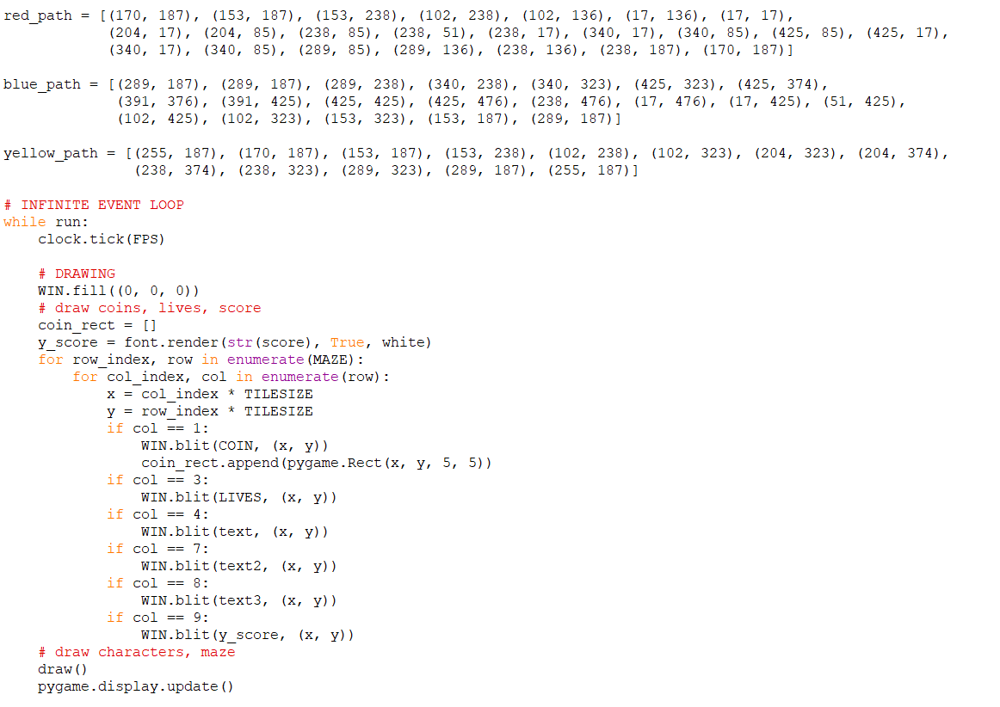 red_path = [(170, 187), (153, 187), (153, 238), (102, 238), (102, 136), (17, 136), (17, 17),
            (204, 17), (204, 85), (238, 85), (238, 51), (238, 17), (340, 17), (340, 85), (425, 85), (425, 17),
            (340, 17), (340, 85), (289, 85), (289, 136), (238, 136), (238, 187), (170, 187)]

blue_path = [(289, 187), (289, 187), (289, 238), (340, 238), (340, 323), (425, 323), (425, 374),
             (391, 376), (391, 425), (425, 425), (425, 476), (238, 476), (17, 476), (17, 425), (51, 425),
             (102, 425), (102, 323), (153, 323), (153, 187), (289, 187)]

yellow_path = [(255, 187), (170, 187), (153, 187), (153, 238), (102, 238), (102, 323), (204, 323), (204, 374),
               (238, 374), (238, 323), (289, 323), (289, 187), (255, 187)]

# INFINITE EVENT LOOP
while run:
    clock.tick(FPS)

    # DRAWING
    WIN.fill((0, 0, 0))
    # draw coins, lives, score
    coin_rect = []
    y_score = font.render(str(score), True, white)
    for row_index, row in enumerate(MAZE):
        for col_index, col in enumerate(row):
            x = col_index * TILESIZE
            y = row_index * TILESIZE
            if col == 1:
                WIN.blit(COIN, (x, y))
                coin_rect.append(pygame.Rect(x, y, 5, 5))
            if col == 3:
                WIN.blit(LIVES, (x, y))
            if col == 4:
                WIN.blit(text, (x, y))
            if col == 7:
                WIN.blit(text2, (x, y))
            if col == 8:
                WIN.blit(text3, (x, y))
            if col == 9:
                WIN.blit(y_score, (x, y))
    # draw characters, maze
    draw()
    pygame.display.update()